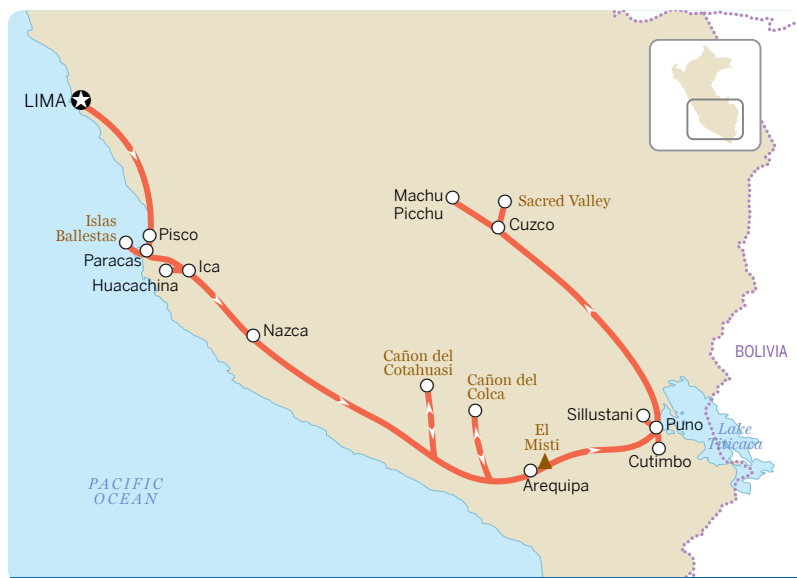 LIMA
Machu
Picchu
Sacred Valley
Cuzco
Islas
Ballestas
Pisco
Paracas
Ica
Huacachina
Nazca
BOLIVIA
Cañon del
Cotahuasi
Cañon del
Colca
Sillustani
Puno
Lake
Titicaca
El
Misti
Cutimbo
Arequipa
PACIFIC
OCEAN